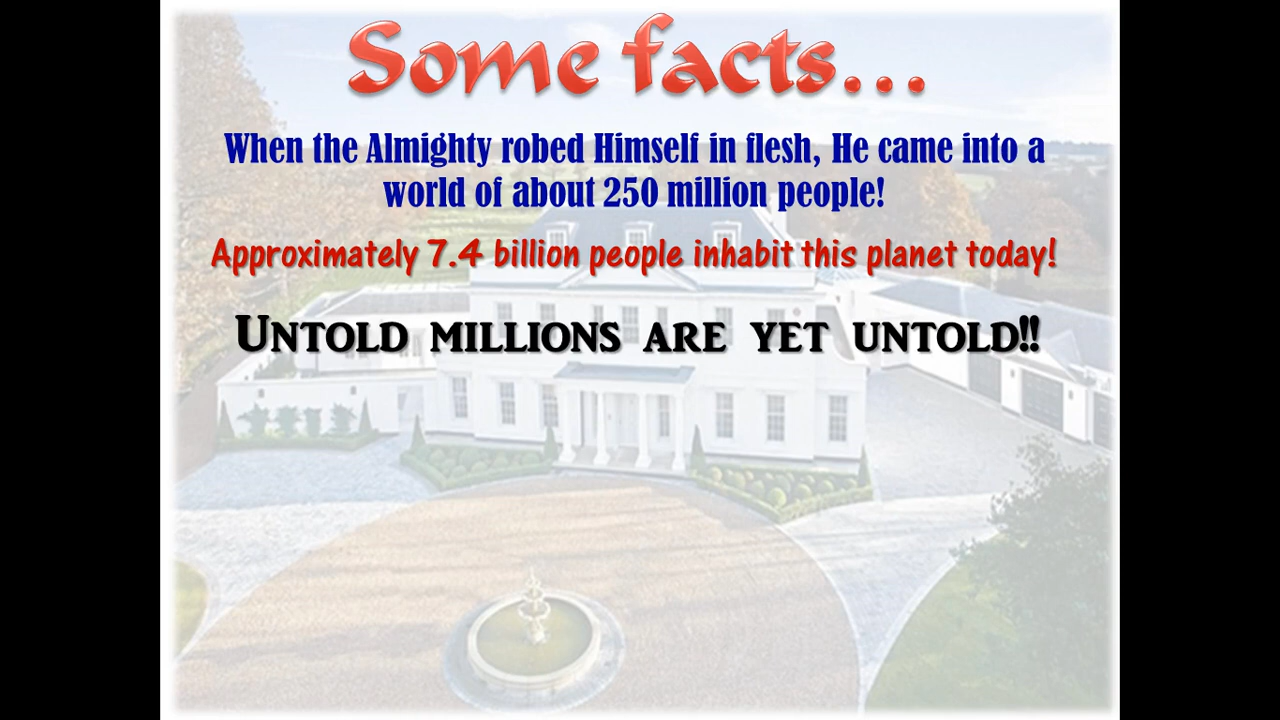 Some facts...
When the Almighty robed Himself in flesh, He came into a
world of about 250 million people!
Approximately 7.4 billion people inhabit this planet today!
Untold millions are yet untold!!